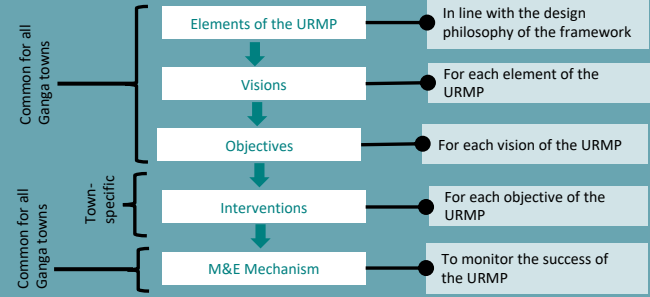 Common for all
Ganga towns
Elements of the URMP
In line with the design
philosophy of the framework
Visions
For each element of the
URMP
Objectives
For each vision of the URMP
Town-
specific
Interventions
For each objective of the
URMP
Common for all
Ganga towns
M&E Mechanism
To monitor the success of
the URMP